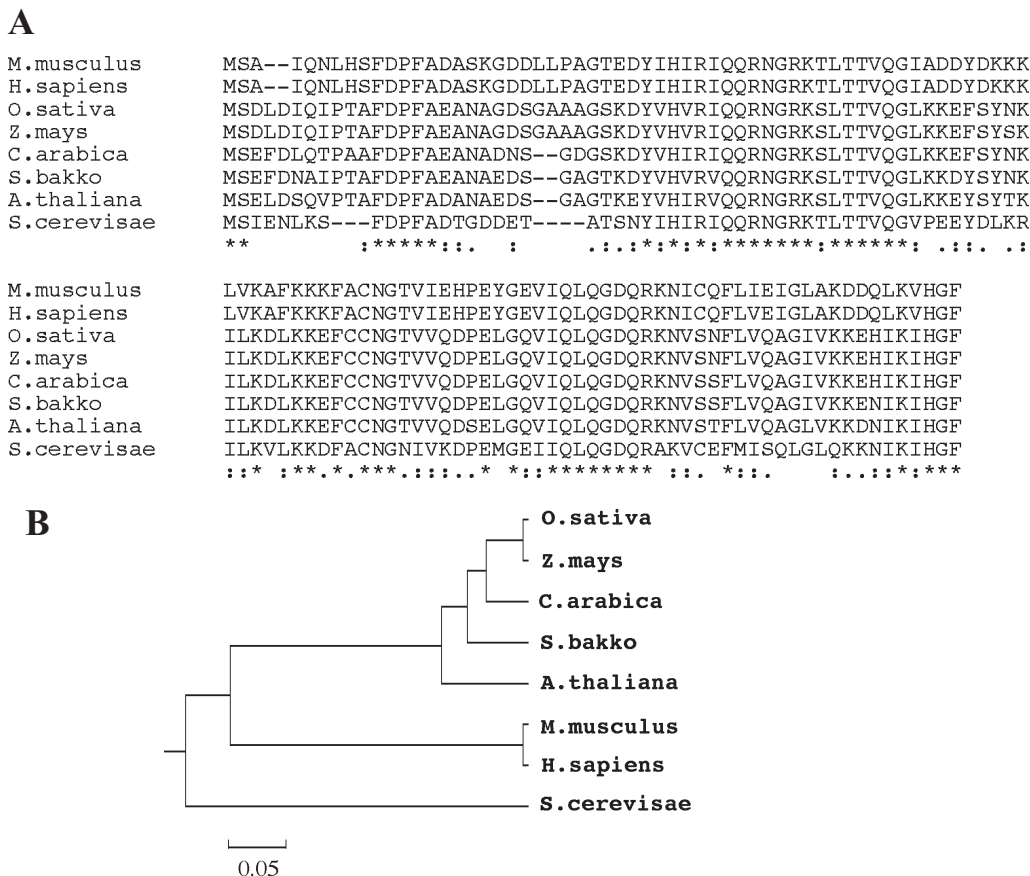 A
M.musculus MSA--IQNLHSFDPFADASKGDDLLPAGTEDYIHIRIQQRNGRKTLTTVQGIADDYDKKK
H.sapiens MSA--IQNLHSFDPFADASKGDDLLPAGTEDYIHIRIQQRNGRKTLTTVQGIADDYDKKK
O.sativa MSDLDIQIPTAFDPFAEANAGDSGAAAGSKDYVHVRIQQRNGRKSLTTVQGLKKEFSYNK
Z.mays MSDLDIQIPTAFDPFAEANAGDSGAAAGSKDYVHVRIQQRNGRKSLTTVQGLKKEFSYSK
C.arabica MSEFDLQTPAAFDPFAEANADNS--GDGSKDYVHIRIQQRNGRKSLTTVQGLKKEFSYNK
S.bakko MSEFDNAIPTAFDPFAEANAEDS--GAGTKDYVHVRVQQRNGRKSLTTVQGLKKDYSYNK
A.thaliana MSELDSQVPTAFDPFADANAEDS--GAGTKEYVHIRVQQRNGRKSLTTVQGLKKEYSYTK
S.cerevisae MSIENLKS---FDPFADTGDDET----ATSNYIHIRIQQRNGRKTLTTVQGVPEEYDLKR
** :*****::. : .:.:*:*:*:********:******: .::. .:
M.musculus LVKAFKKKFACNGTVIEHPEYGEVIQLQGDQRKNICQFLIEIGLAKDDQLKVHGF
H.sapiens LVKAFKKKFACNGTVIEHPEYGEVIQLQGDQRKNICQFLVEIGLAKDDQLKVHGF
O.sativa ILKDLKKEFCCNGTVVQDPELGQVIQLQGDQRKNVSNFLVQAGIVKKEHIKIHGF
Z.mays ILKDLKKEFCCNGTVVQDPELGQVIQLQGDQRKNVSNFLVQAGIVKKEHIKIHGF
C.arabica ILKDLKKEFCCNGTVVQDPELGQVIQLQGDQRKNVSSFLVQAGIVKKEHIKIHGF
S.bakko ILKDLKKEFCCNGTVVQDPELGQVIQLQGDQRKNVSSFLVQAGIVKKENIKIHGF
A.thaliana ILKDLKKEFCCNGTVVQDSELGQVIQLQGDQRKNVSTFLVQAGLVKKDNIKIHGF
S.cerevisae ILKVLKKDFACNGNIVKDPEMGEIIQLQGDQRAKVCEFMISQLGLQKKNIKIHGF
::* :**.*.***.:::..* *::******** ::. *::. :..::*:***
B
O.sativa
Z.mays
C.arabica
S.bakko
A.thaliana
M.musculus
H.sapiens
S.cerevisae
0.05